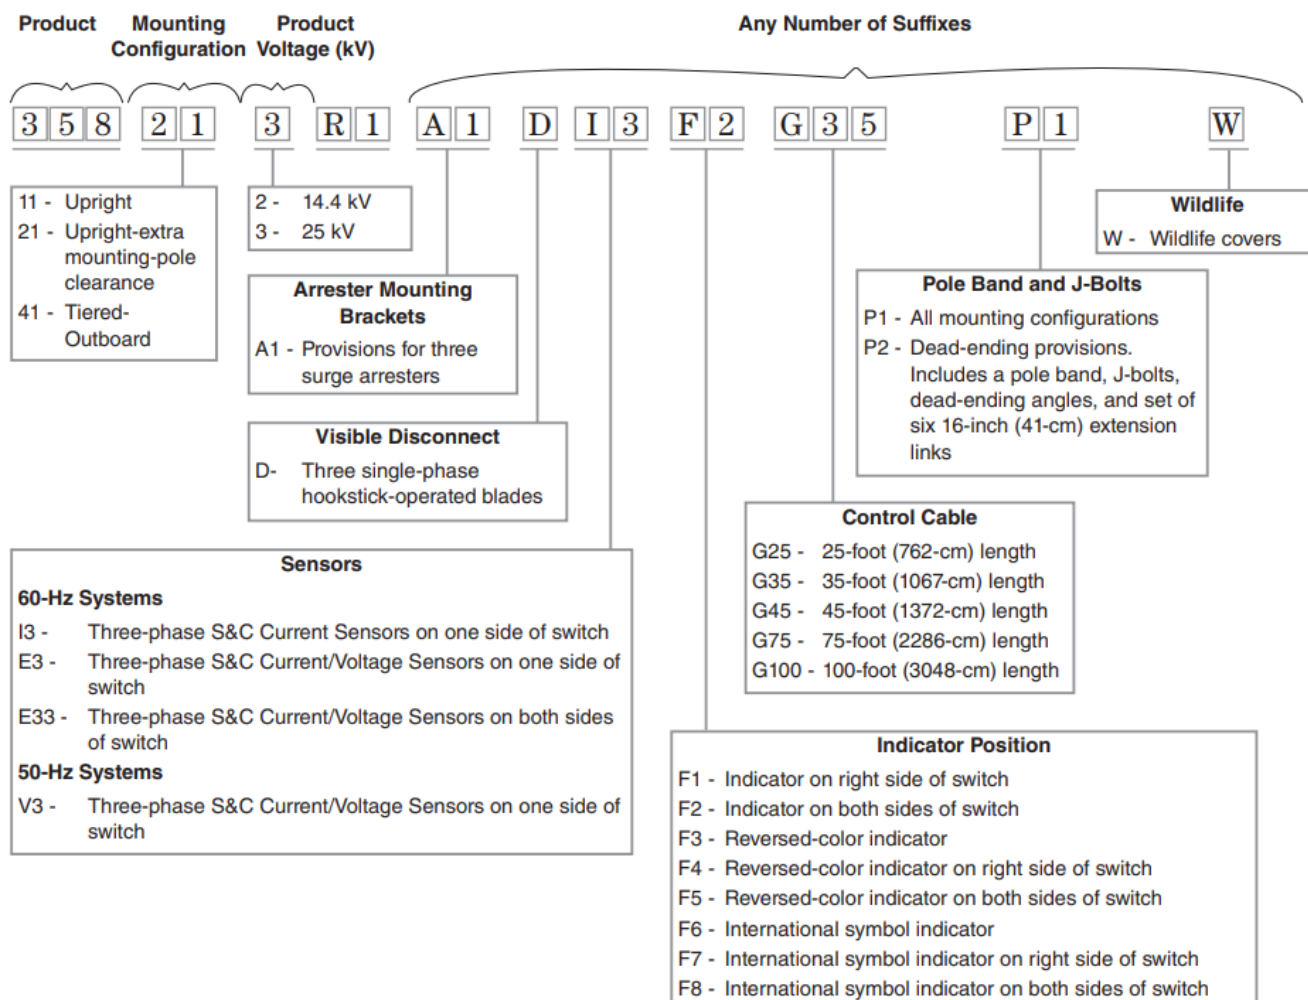 Product Mounting Configuration Product Voltage (kV) Any Number of Suffixes
3 5 8 2 1 3 R 1 A 1 D I 3 F 2 G 3 5 P 1 W
11 - Upright
21 - Upright-extra
mounting-pole
clearance
41 - Tiered-
Outboard
2 - 14.4 kV
3 - 25 kV
Arrester Mounting
Brackets
A1 - Provisions for three
surge arresters
Visible Disconnect
D- Three single-phase
hookstick-operated blades
Sensors
60-Hz Systems
I3 - Three-phase S&C Current Sensors on one side of switch
E3 - Three-phase S&C Current/Voltage Sensors on one side of
switch
E33 - Three-phase S&C Current/Voltage Sensors on both sides
of switch
50-Hz Systems
V3 - Three-phase S&C Current/Voltage Sensors on one side of
switch
Indicator Position
F1 - Indicator on right side of switch
F2 - Indicator on both sides of switch
F3 - Reversed-color indicator
F4 - Reversed-color indicator on right side of switch
F5 - Reversed-color indicator on both sides of switch
F6 - International symbol indicator
F7 - International symbol indicator on right side of switch
F8 - International symbol indicator on both sides of switch
Control Cable
G25 - 25-foot (762-cm) length
G35 - 35-foot (1067-cm) length
G45 - 45-foot (1372-cm) length
G75 - 75-foot (2286-cm) length
G100 - 100-foot (3048-cm) length
Pole Band and J-Bolts
P1 - All mounting configurations
P2 - Dead-ending provisions.
Includes a pole band, J-bolts,
dead-ending angles, and set of
six 16-inch (41-cm) extension
links
Wildlife
W - Wildlife covers